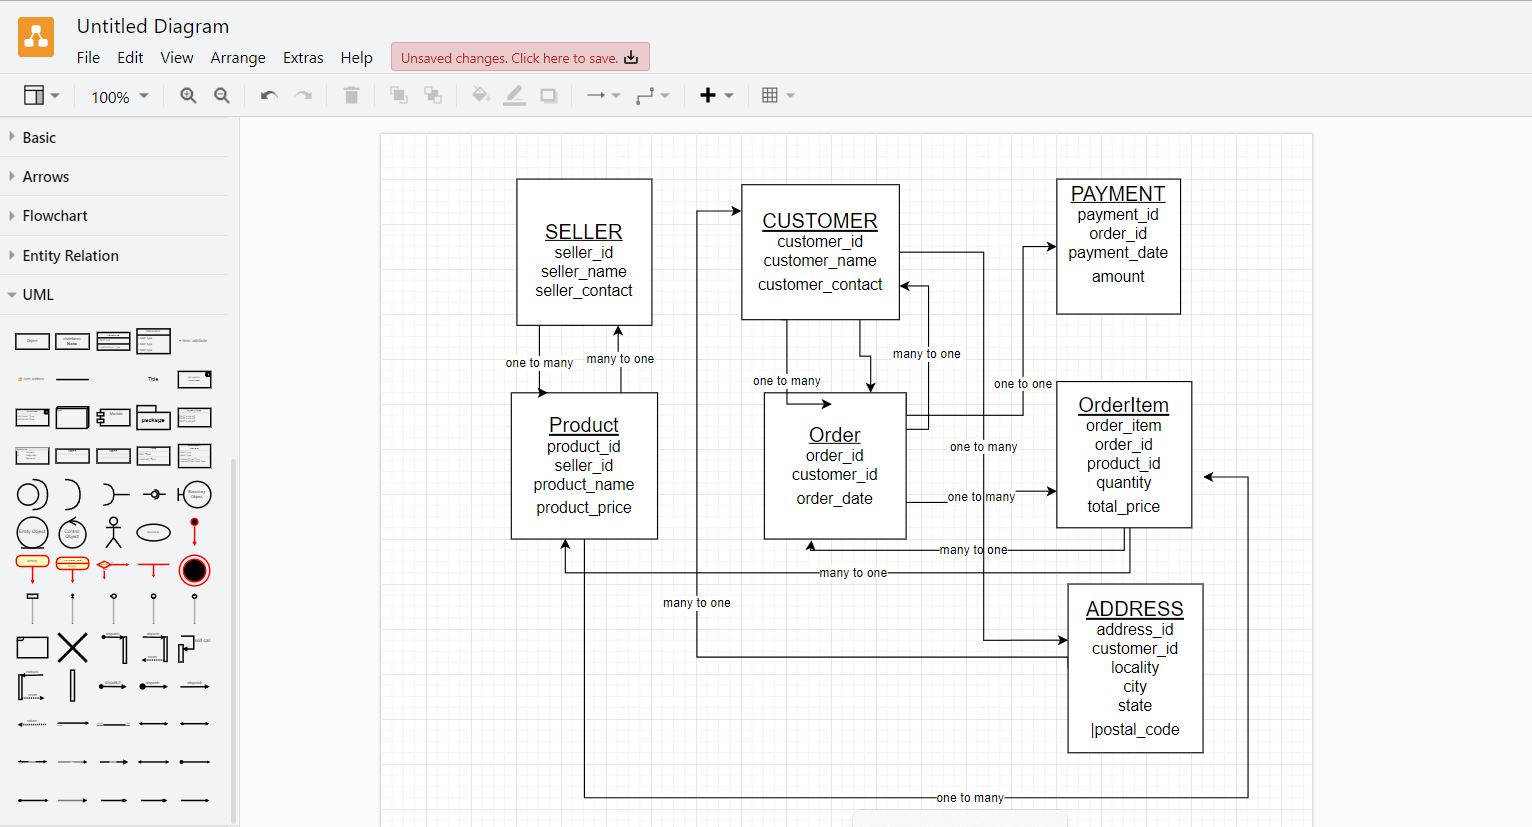 Untitled Diagram
File Edit View Arrange Extras Help
Unsaved changes. Click here to save.
100%
Basic
Arrows
Flowchart
Entity Relation
UML
Object
Title
Module
package
SELLER
seller_id
seller_name
seller_contact
CUSTOMER
customer_id
customer_name
customer_contact
PAYMENT
payment_id
order_id
payment_date
amount
one to many
many to one
one to many
many to one
one to one
Product
product_id
seller_id
product_name
product_price
Order
order_id
customer_id
order_date
one to many
one to many
OrderItem
order_item
order_id
product_id
quantity
total_price
many to one
many to one
many to one
ADDRESS
address_id
customer_id
locality
city
state
|postal_code
one to many